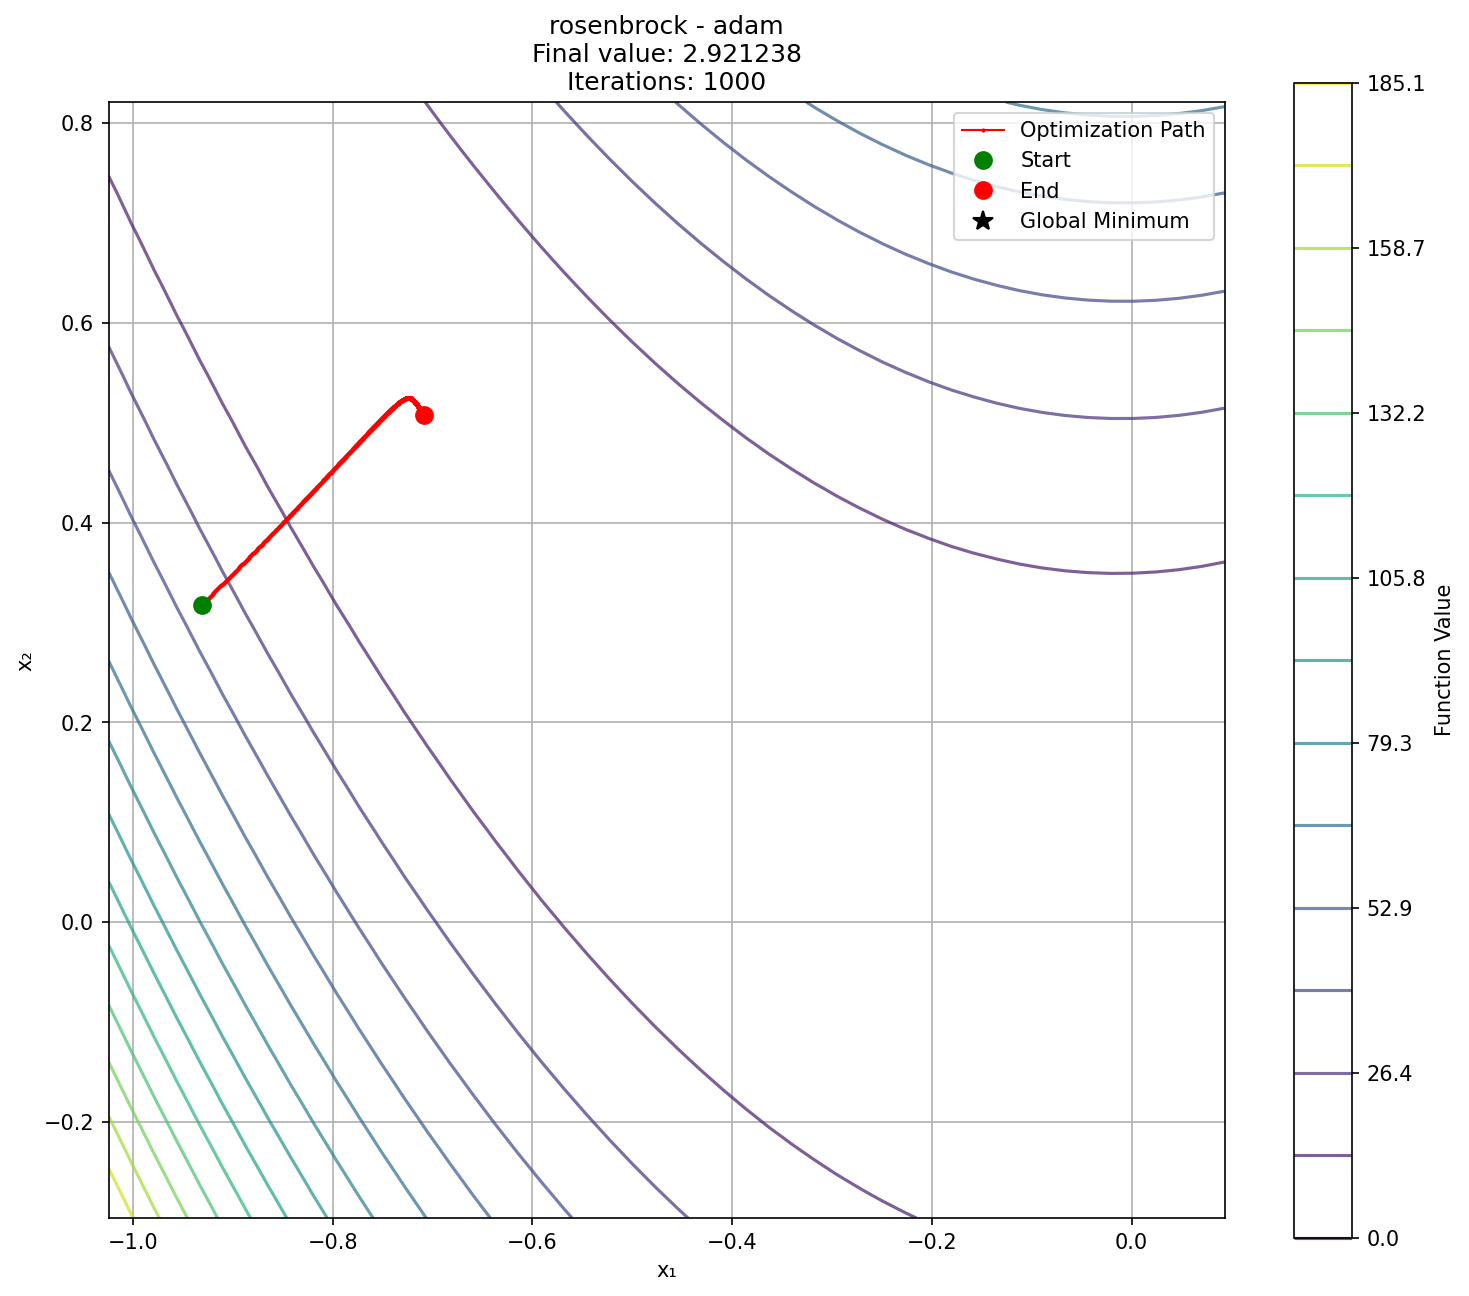 rosenbrock - adam
Final value: 2.921238
Iterations: 1000
Optimization Path
Start
End
Global Minimum
0.8
0.6
0.4
0.2
0.0
−0.2
x₂
−1.0
−0.8
−0.6
−0.4
−0.2
0.0
x₁
185.1
158.7
132.2
105.8
79.3
52.9
26.4
0.0
Function Value